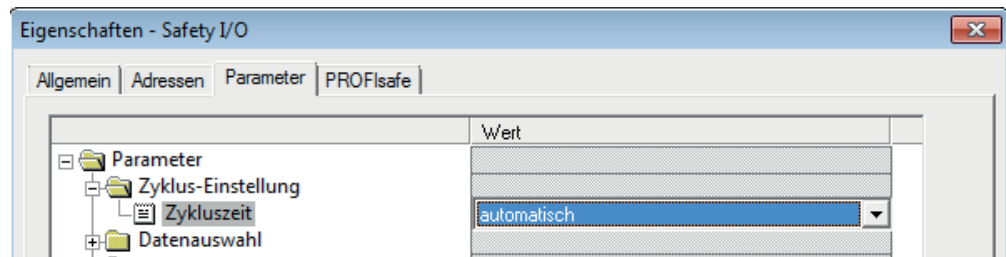 Eigenschaften - Safety I/O
Allgemein Adressen Parameter PROFIsafe
Wert
Parameter
Zyklus-Einstellung
Zykluszeit automatisch
Datenauswahl